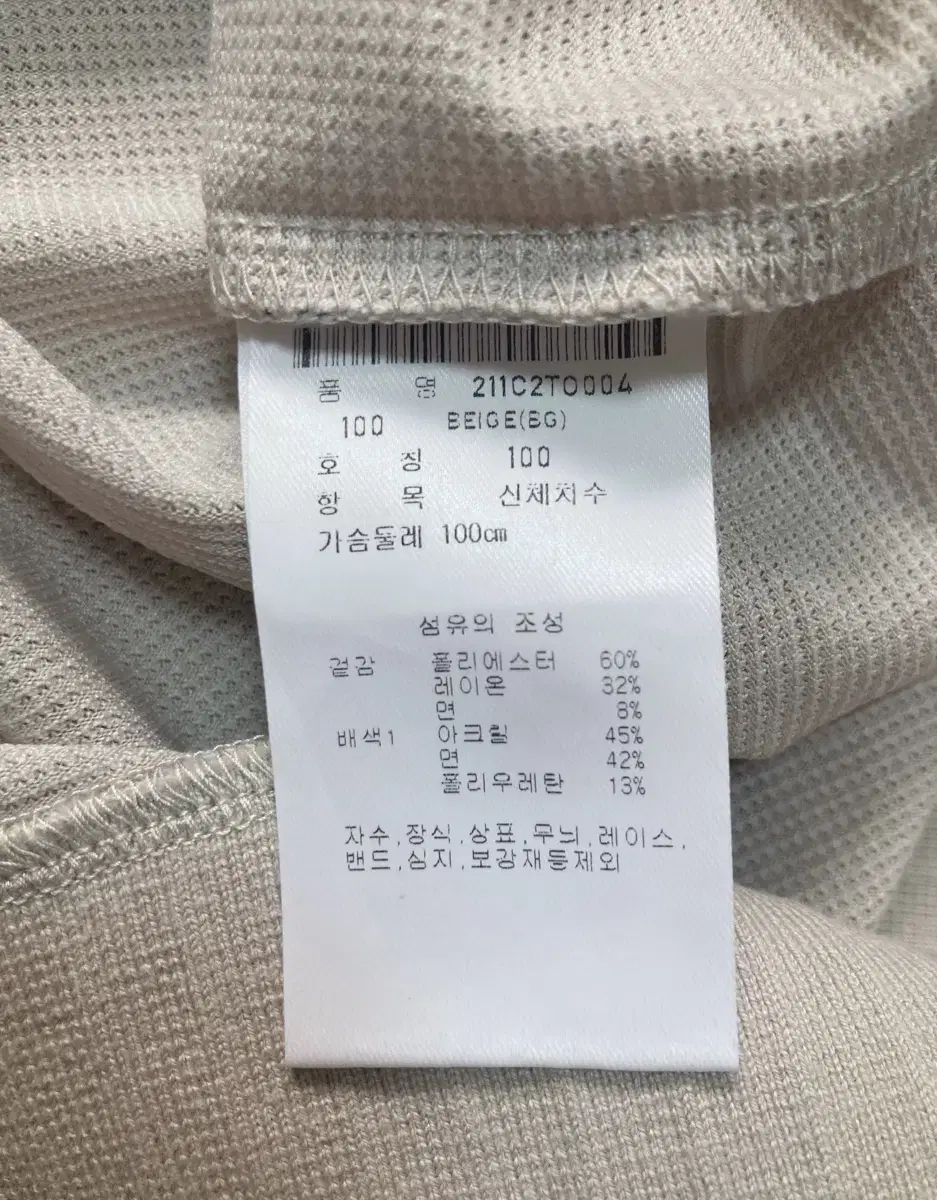 품 명 211C2TO004
100 BEIGE(BG)
호 칭 100
항 목 신체치수
가슴둘레 100㎝
섬유의 조성
겉감 폴리에스터 60%
레이온 32%
면 8%
배색1 아크릴 45%
면 42%
폴리우레탄 13%
자수,장식,상표,무늬,레이스,
밴드,심지,보강재등제외